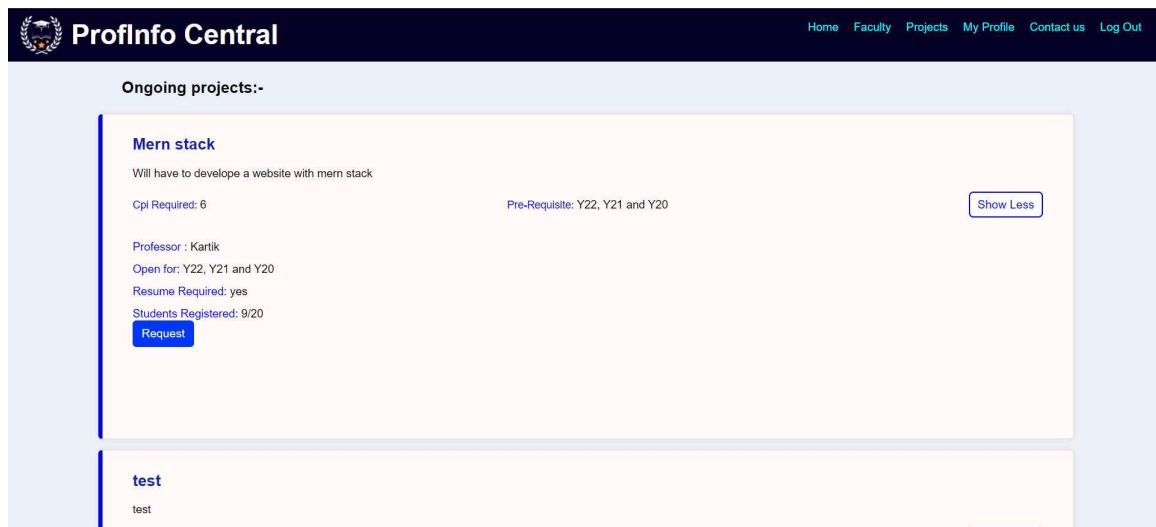 ProfInfo Central
Home Faculty Projects My Profile Contact us Log Out
Ongoing projects:-
Mern stack
Will have to develope a website with mern stack
Cpi Required: 6 Pre-Requisite: Y22, Y21 and Y20 Show Less
Professor : Kartik
Open for: Y22, Y21 and Y20
Resume Required: yes
Students Registered: 9/20
Request
test
test